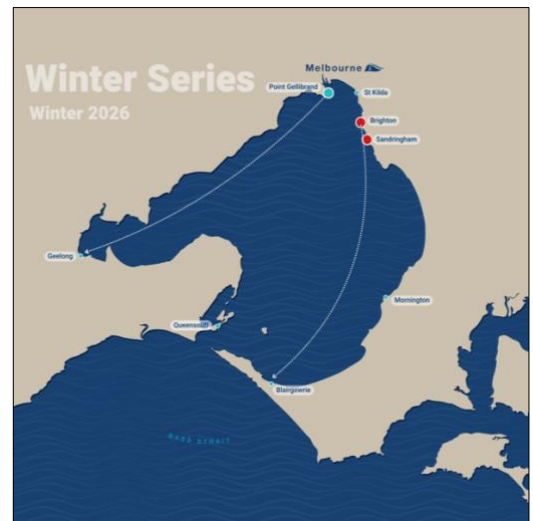 Melbourne
Winter Series
Point Gellibrand
St Kilda
Winter 2026
Brighton
Sandringham
Geelong
Mornington
Queenscliff
Blairgowrie
BASS STRAIT